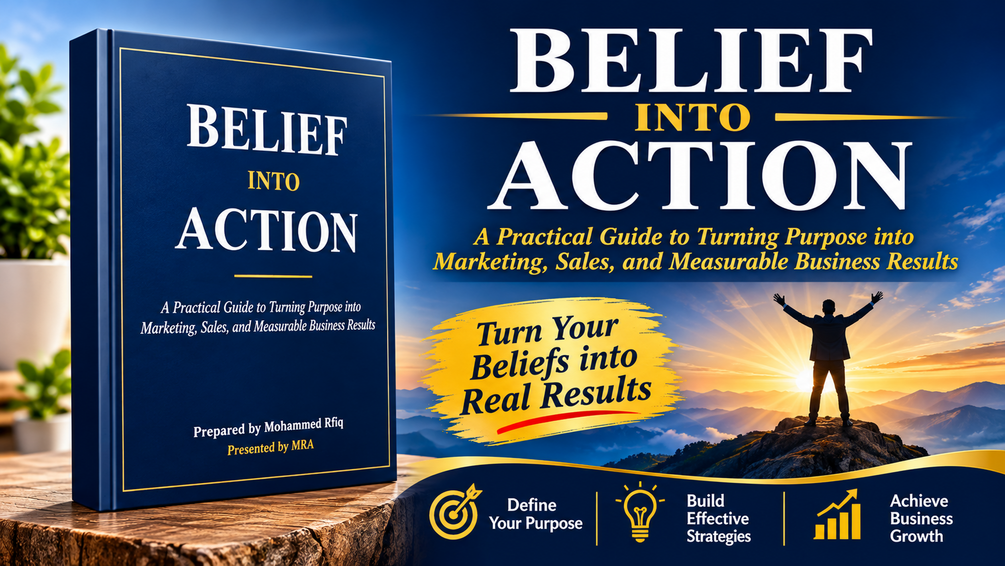 BELIEF
INTO
ACTION
A Practical Guide to Turning Purpose into
Marketing, Sales, and Measurable Business Results
Prepared by Mohammed Rfiq
Presented by MRA
BELIEF
INTO
ACTION
A Practical Guide to Turning Purpose into
Marketing, Sales, and Measurable Business Results
Turn Your
Beliefs into
Real Results
Define
Your Purpose
Build
Effective
Strategies
Achieve
Business
Growth